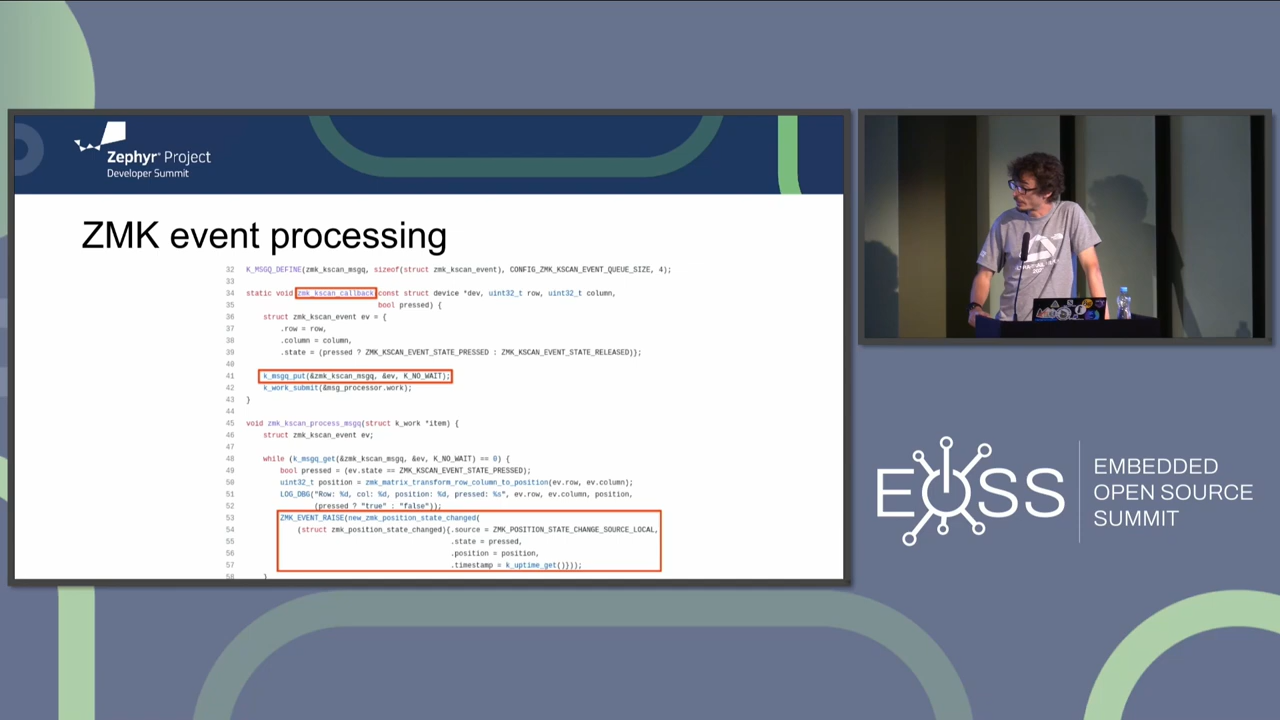 Zephyr® Project
Developer Summit
ZMK event processing
32 K_MSGQ_DEFINE(zmk_kscan_msgq, sizeof(struct zmk_kscan_event), CONFIG_ZMK_KSCAN_EVENT_QUEUE_SIZE, 4);
33
34 static void zmk_kscan_callback(const struct device *dev, uint32_t row, uint32_t column,
35 bool pressed) {
36 struct zmk_kscan_event ev = {
37 .row = row,
38 .column = column,
39 .state = (pressed ? ZMK_KSCAN_EVENT_STATE_PRESSED : ZMK_KSCAN_EVENT_STATE_RELEASED)};
40
41 k_msgq_put(&zmk_kscan_msgq, &ev, K_NO_WAIT);
42 k_work_submit(&msg_processor.work);
43 }
44
45 void zmk_kscan_process_msgq(struct k_work *item) {
46 struct zmk_kscan_event ev;
47
48 while (k_msgq_get(&zmk_kscan_msgq, &ev, K_NO_WAIT) == 0) {
49 bool pressed = (ev.state == ZMK_KSCAN_EVENT_STATE_PRESSED);
50 uint32_t position = zmk_matrix_transform_row_column_to_position(ev.row, ev.column);
51 LOG_DBG("Row: %d, col: %d, position: %d, pressed: %s", ev.row, ev.column, position,
52 (pressed ? "true" : "false"));
53 ZMK_EVENT_RAISE(new_zmk_position_state_changed(
54 (struct zmk_position_state_changed){.source = ZMK_POSITION_STATE_CHANGE_SOURCE_LOCAL,
55 .state = pressed,
56 .position = position,
57 .timestamp = k_uptime_get()}));
58 }
EOSS
EMBEDDED
OPEN SOURCE
SUMMIT